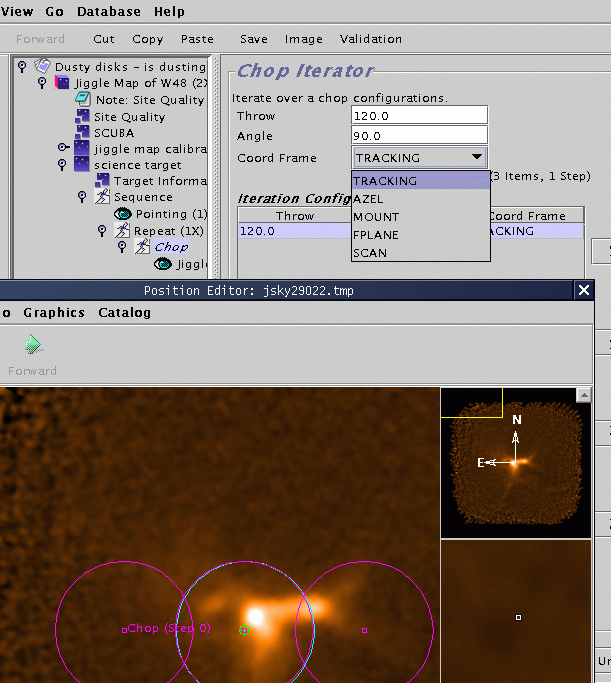 View Go Database Help
Forward Cut Copy Paste Save Image Validation
Dusty disks - is dusting
Jiggle Map of W48 (2X
Note: Site Quality
Site Quality
SCUBA
jiggle map calibra
science target
Target Informa
Sequence
Pointing (1)
Repeat (1X)
Chop
Jiggl
Chop Iterator
Iterate over a chop configurations.
Throw 120.0
Angle 90.0
Coord Frame TRACKING
TRACKING
AZEL
MOUNT
FPLANE
SCAN
(3 Items, 1 Step)
Iteration Config
Throw Coord Frame
120.0 ACKING
Position Editor: jsky29022.tmp
o Graphics Catalog
Forward
N
E
Chop (Step 0)
Un